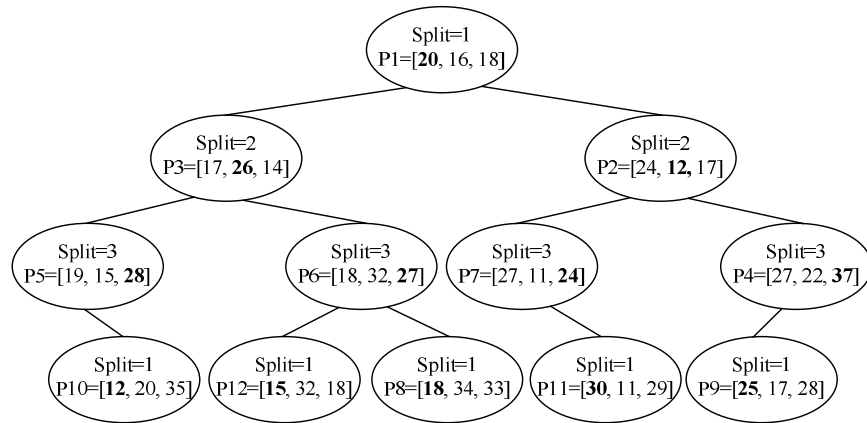 Split=1
P1=[20, 16, 18]
Split=2
P3=[17, 26, 14]
Split=2
P2=[24, 12, 17]
Split=3
P5=[19, 15, 28]
Split=3
P6=[18, 32, 27]
Split=3
P7=[27, 11, 24]
Split=3
P4=[27, 22, 37]
Split=1
P10=[12, 20, 35]
Split=1
P12=[15, 32, 18]
Split=1
P8=[18, 34, 33]
Split=1
P11=[30, 11, 29]
Split=1
P9=[25, 17, 28]